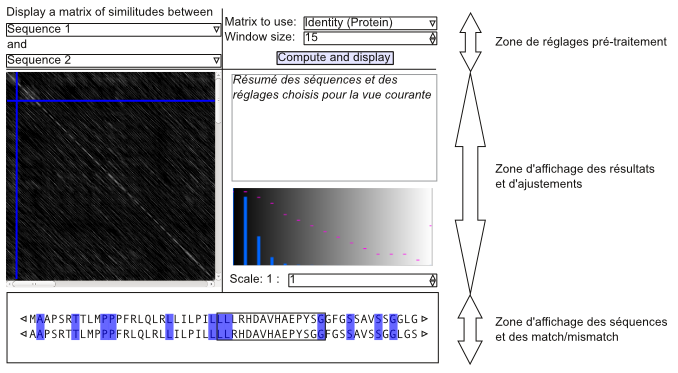 Display a matrix of similitudes between
Sequence 1
and
Sequence 2
Matrix to use: Identity (Protein)
Window size: 15
Compute and display
Résumé des séquences et des
réglages choisis pour la vue courante
Scale: 1 : 1
MAAPSRTTLMPPPFRLQLRLLILPILLLLRHDAVHAEPYSGGFGSSAVSSGGLG
AAPSRTTLMPPPFRLQLRLLILPILLLLRHDAVHAEPYSGGFGSSAVSSGGLGS
Zone de réglages pré-traitement
Zone d'affichage des résultats
et d'ajustements
Zone d'affichage des séquences
et des match/mismatch